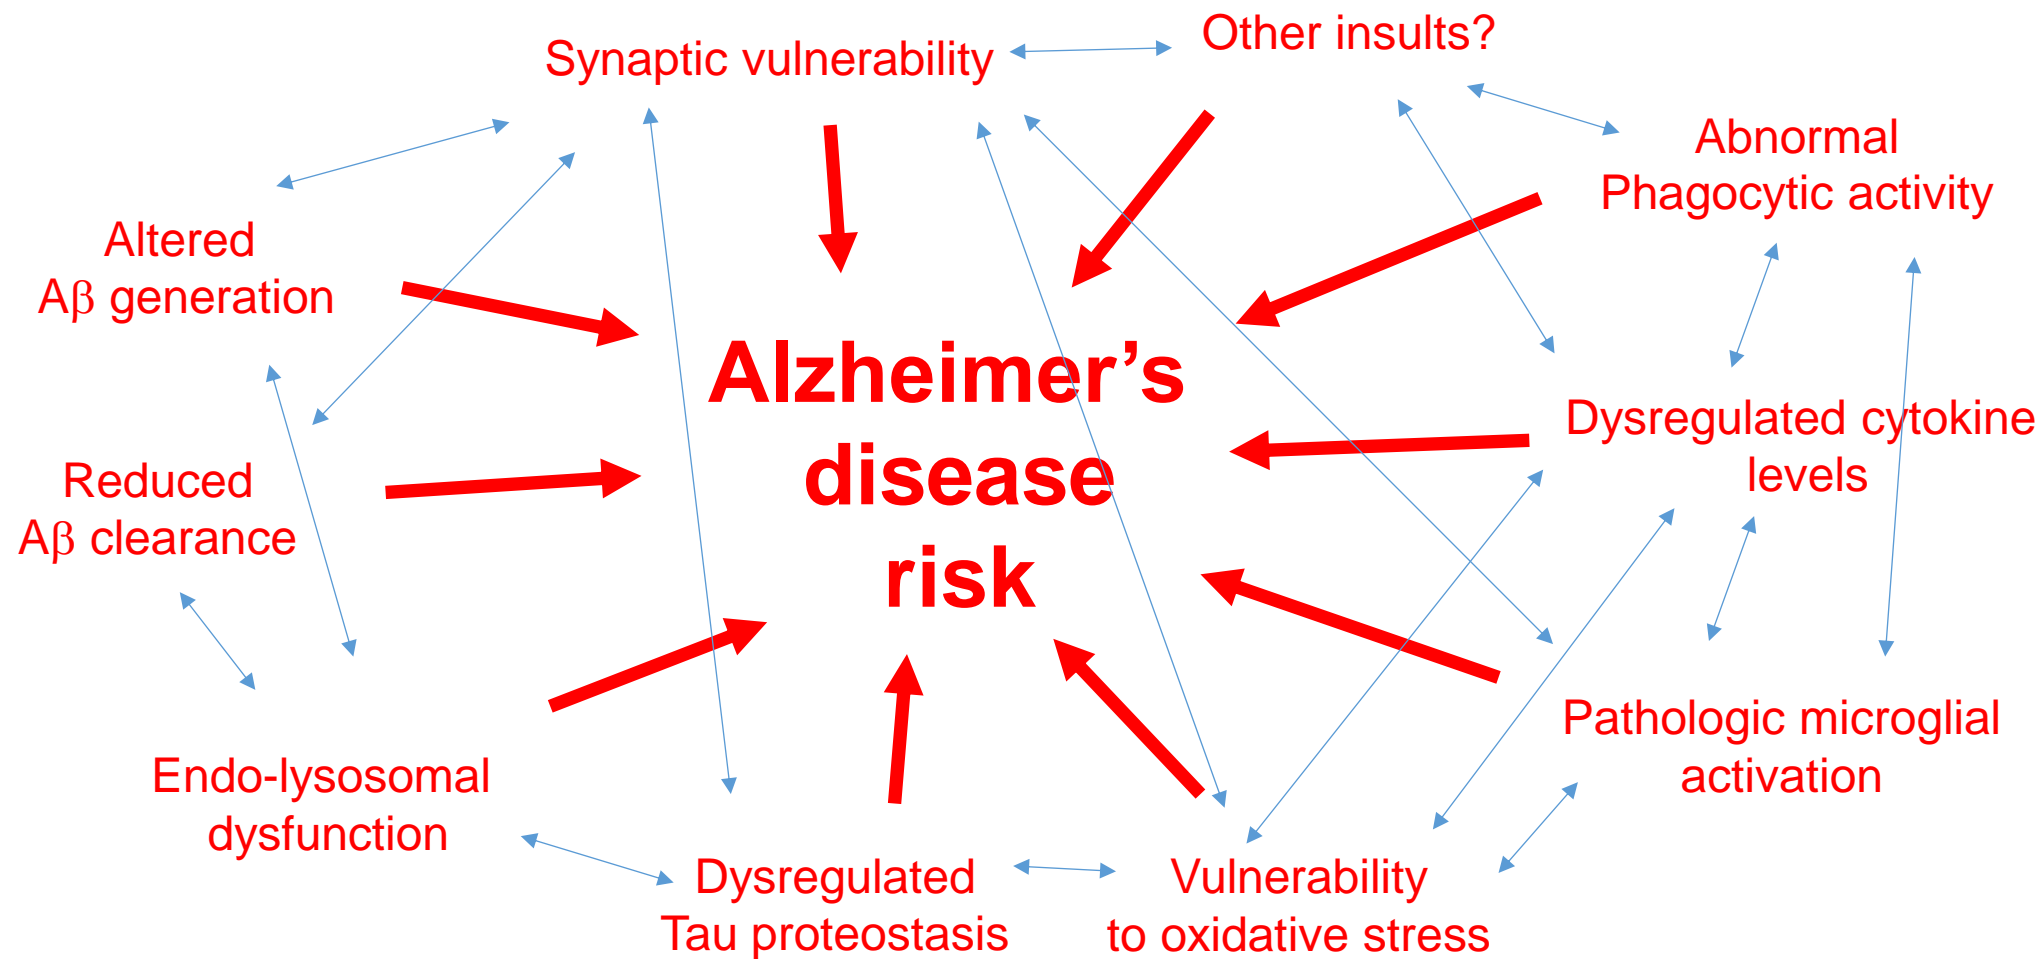 Synaptic vulnerability
Other insults?
Abnormal
Phagocytic activity
Altered
Aβ generation
Alzheimer’s
disease
risk
Dysregulated cytokine
levels
Reduced
Aβ clearance
Pathologic microglial
activation
Endo-lysosomal
dysfunction
Dysregulated
Tau proteostasis
Vulnerability
to oxidative stress